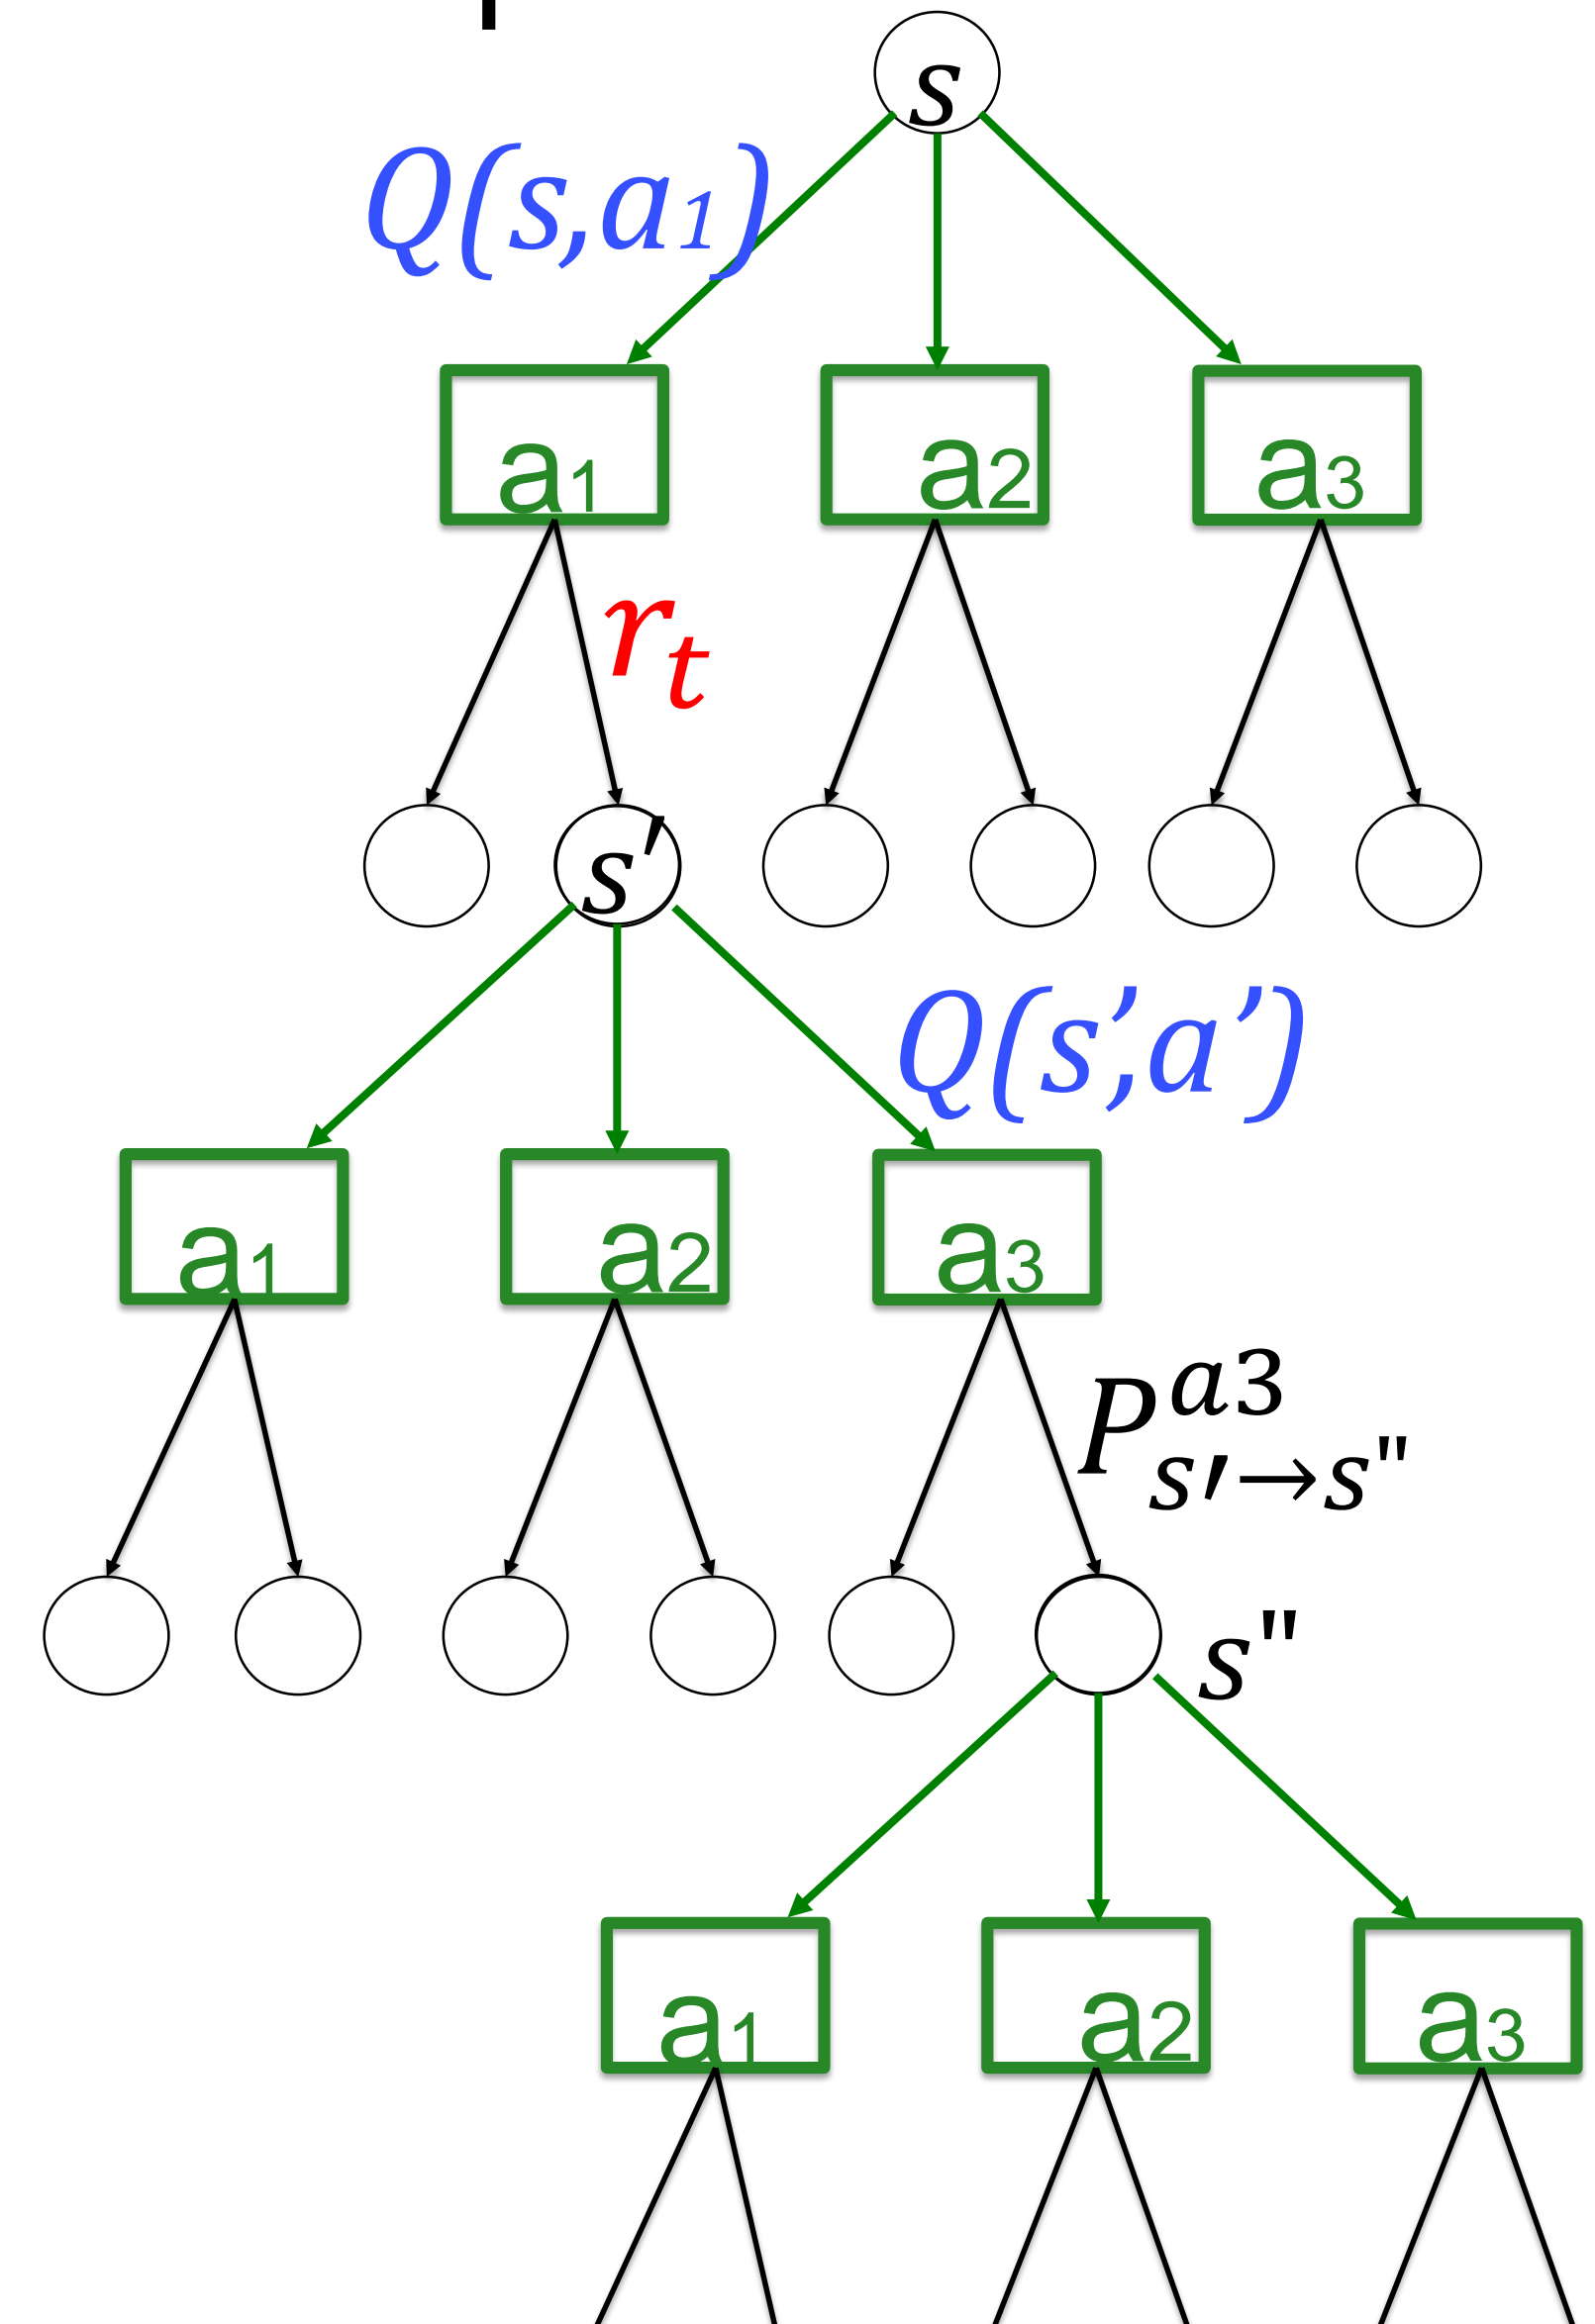 s
Q(s,a₁)
a₁ a₂ a₃
rₜ
s′
Q(s’,a’)
a₁ a₂ a₃
P^{a3}_{s′→s"}
s"
a₁ a₂ a₃